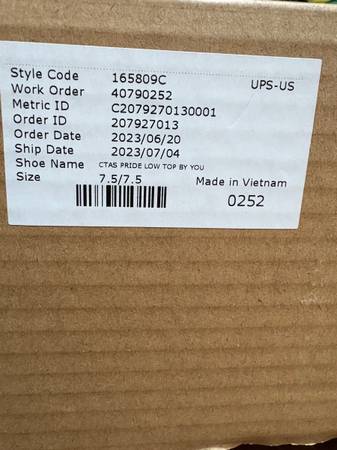 Style Code 165809C UPS-US
Work Order 40790252
Metric ID C2079270130001
Order ID 207927013
Order Date 2023/06/20
Ship Date 2023/07/04
Shoe Name CTAS PRIDE LOW TOP BY YOU
Size 7.5/7.5 Made in Vietnam
0252